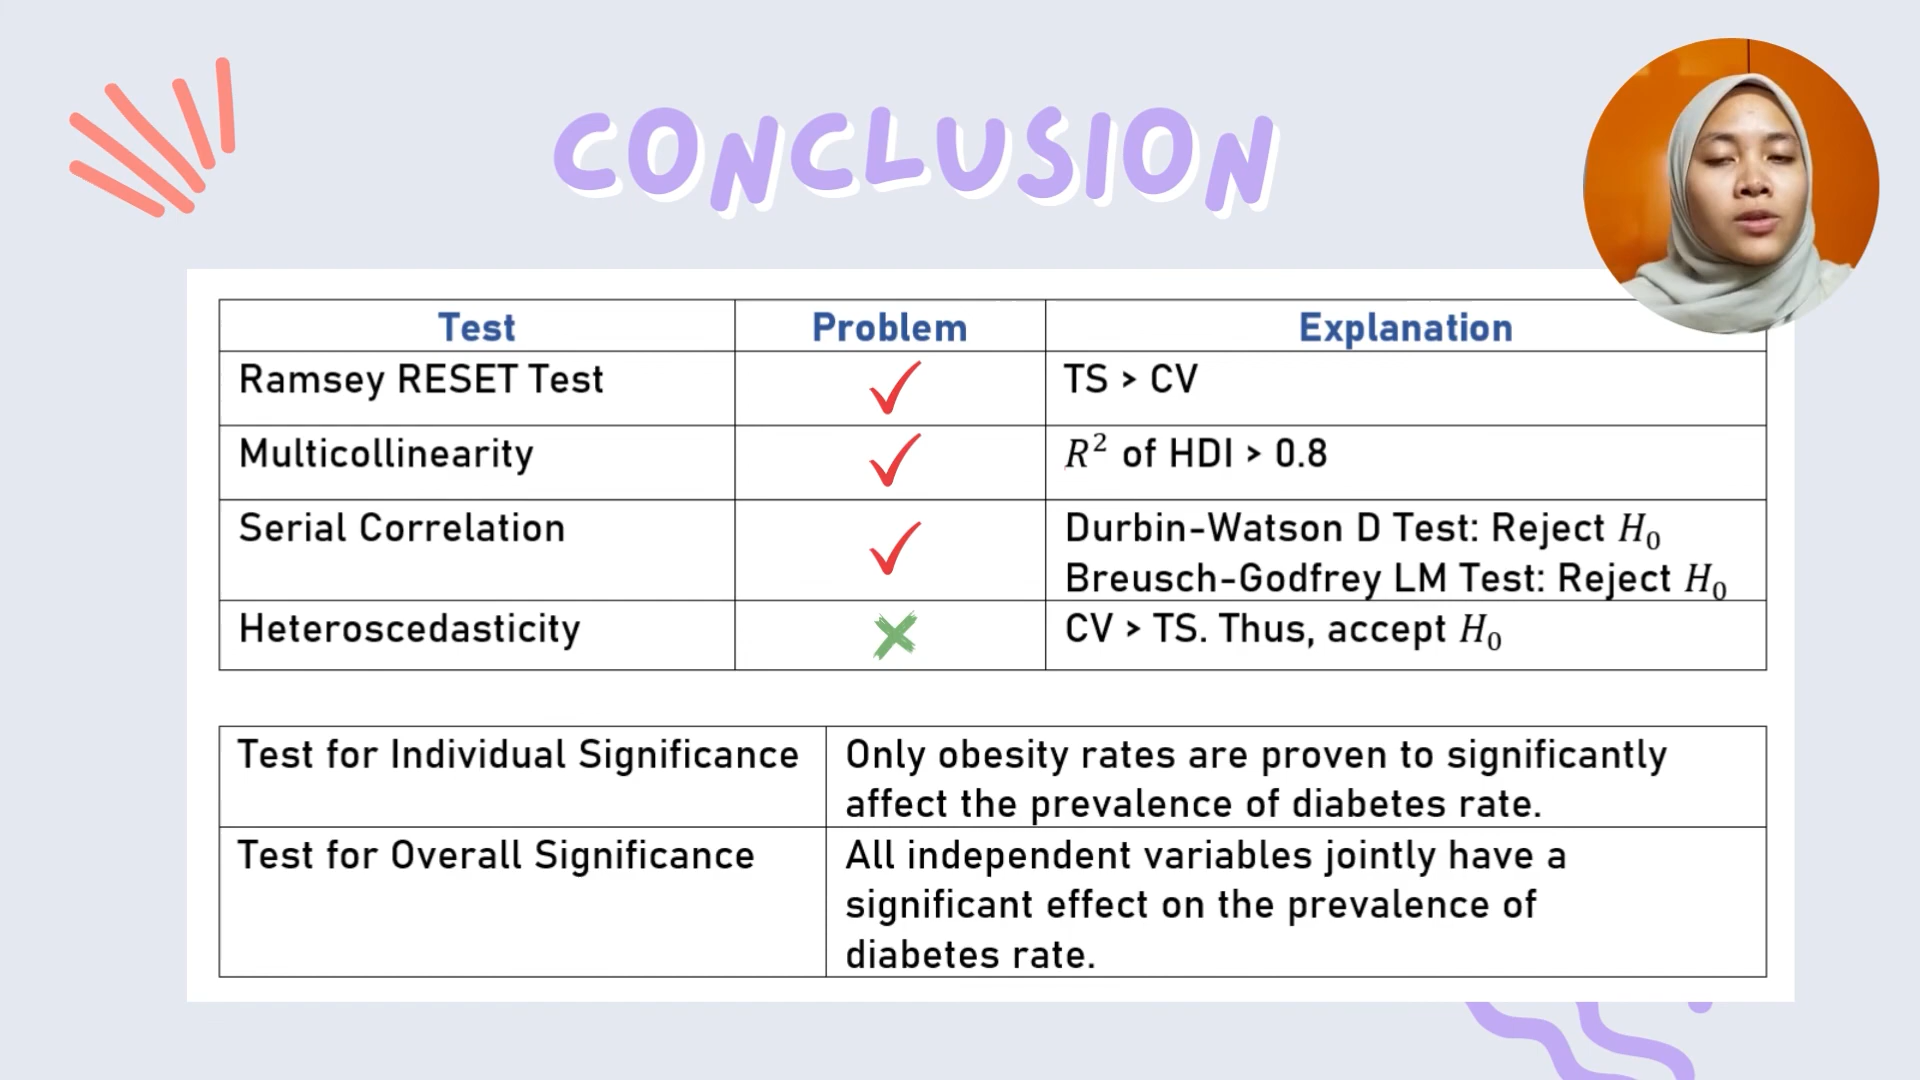 CONCLUSION
Test Problem Explanation
Ramsey RESET Test TS > CV
Multicollinearity R² of HDI > 0.8
Serial Correlation Durbin-Watson D Test: Reject H₀
Breusch-Godfrey LM Test: Reject H₀
Heteroscedasticity CV > TS. Thus, accept H₀
Test for Individual Significance Only obesity rates are proven to significantly
affect the prevalence of diabetes rate.
Test for Overall Significance All independent variables jointly have a
significant effect on the prevalence of
diabetes rate.